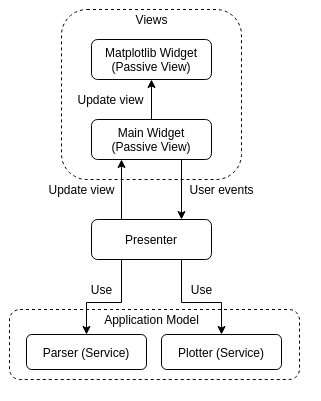 Views
Matplotlib Widget
(Passive View)
Update view
Main Widget
(Passive View)
Update view
User events
Presenter
Use
Use
Application Model
Parser (Service)
Plotter (Service)